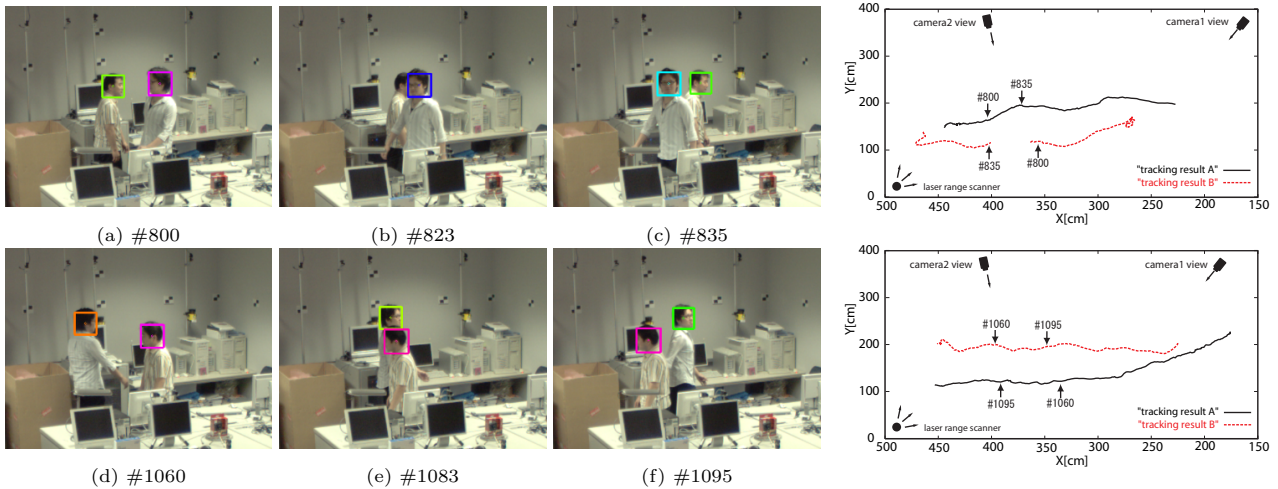 (a) #800
(b) #823
(c) #835
(d) #1060
(e) #1083
(f) #1095
400
300
200
100
0
Y[cm]
camera2 view
camera1 view
#800
#835
#835
#800
laser range scanner
"tracking result A"
"tracking result B"
500 450 400 350 300 250 200 150
X[cm]
400
300
200
100
0
Y[cm]
camera2 view
camera1 view
#1060
#1095
#1095
#1060
laser range scanner
"tracking result A"
"tracking result B"
500 450 400 350 300 250 200 150
X[cm]